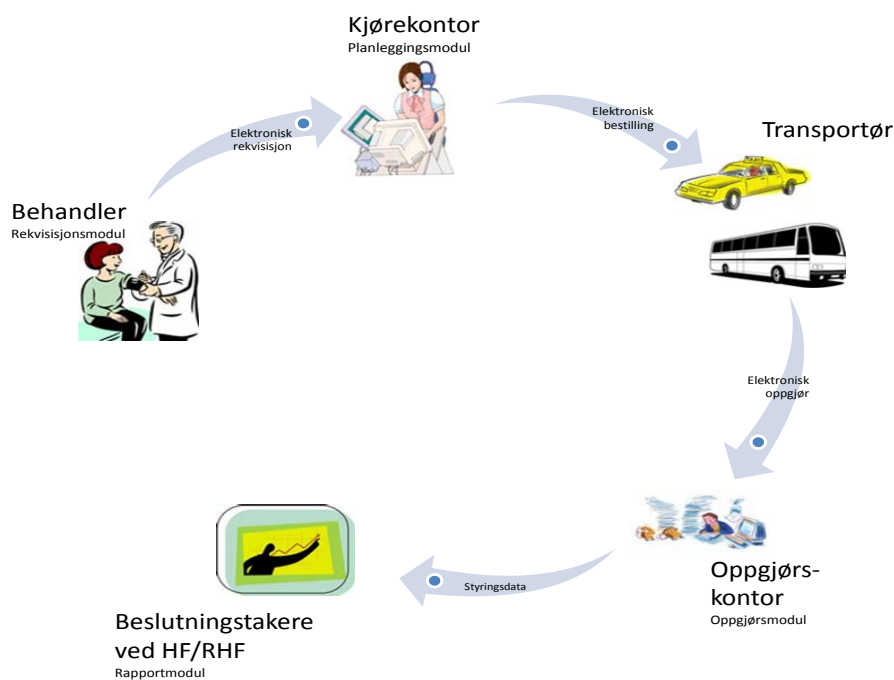 Kjørekontor
Planleggingsmodul
Elektronisk
rekvisisjon
Elektronisk
bestilling
Transportør
Behandler
Rekvisisjonsmodul
Elektronisk
oppgjør
Oppgjørs-
kontor
Oppgjørsmodul
Styringsdata
Beslutningstakere
ved HF/RHF
Rapportmodul